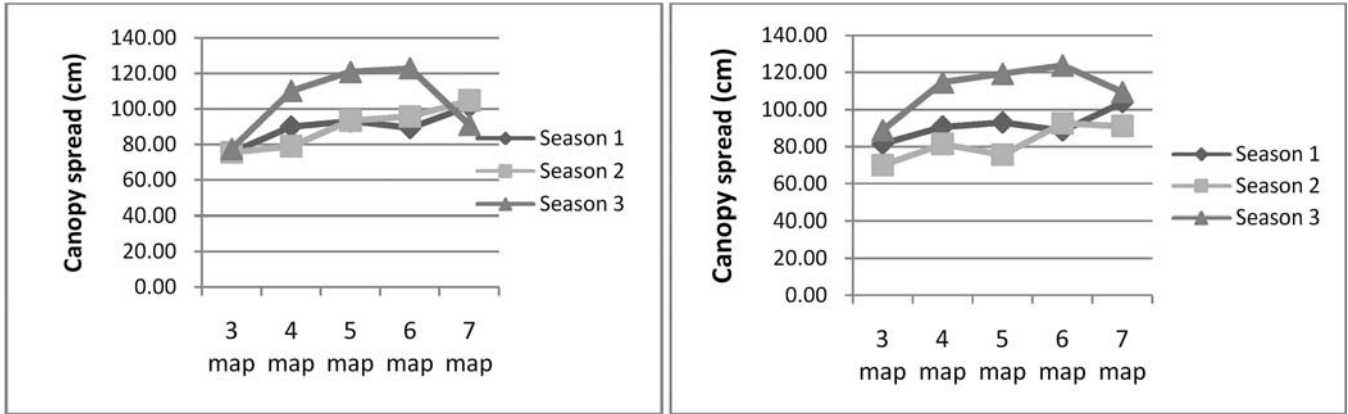 Canopy spread (cm)
140.00
120.00
100.00
80.00
60.00
40.00
20.00
0.00
3 map
4 map
5 map
6 map
7 map
Season 1
Season 2
Season 3
Canopy spread (cm)
140.00
120.00
100.00
80.00
60.00
40.00
20.00
0.00
3 map
4 map
5 map
6 map
7 map
Season 1
Season 2
Season 3